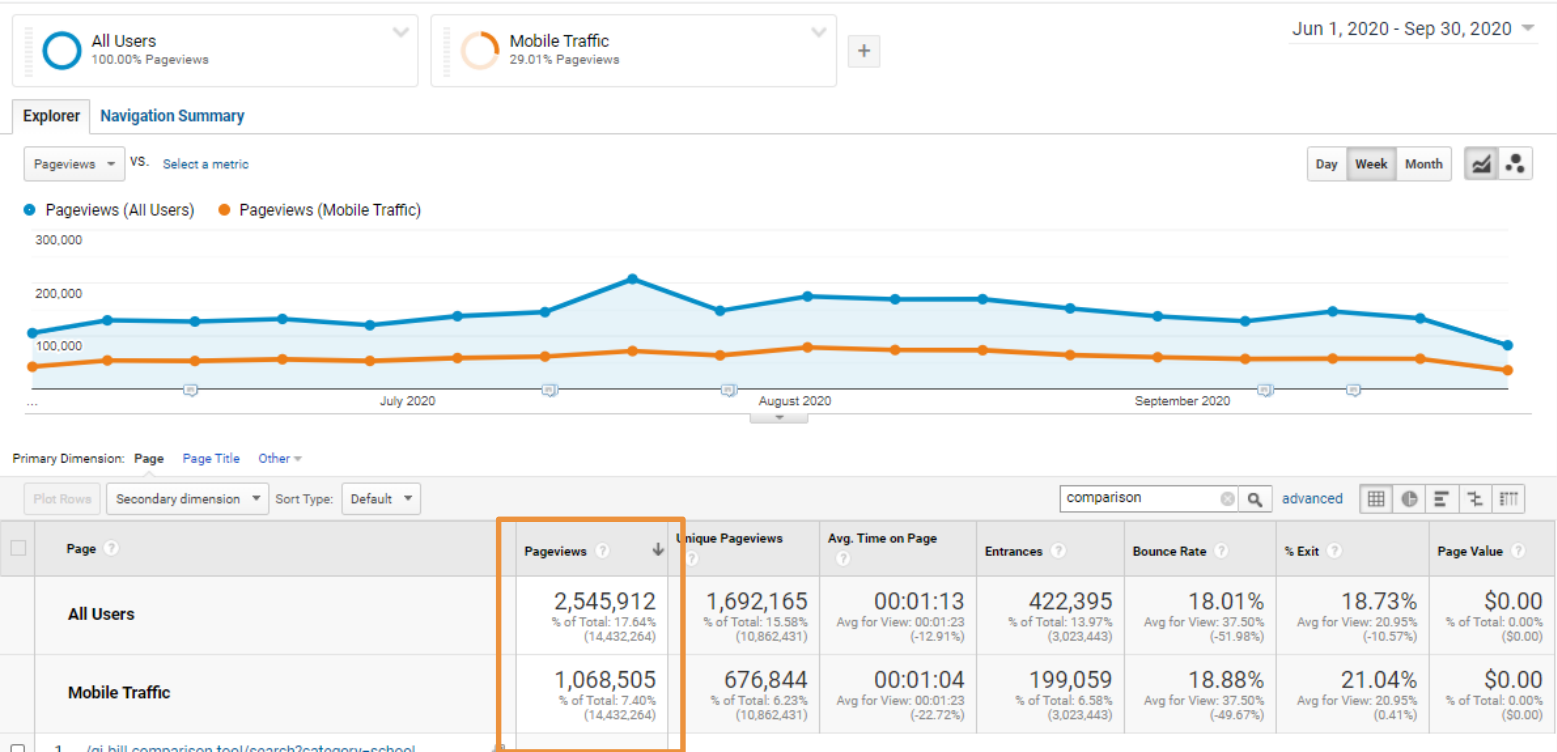 All Users
100.00% Pageviews
Mobile Traffic
29.01% Pageviews
+
Jun 1, 2020 - Sep 30, 2020
Explorer
Navigation Summary
Pageviews
VS.
Select a metric
Day
Week
Month
Pageviews (All Users)
Pageviews (Mobile Traffic)
300,000
200,000
100,000
...
July 2020
August 2020
September 2020
Primary Dimension: Page Page Title Other
Plot Rows
Secondary dimension
Sort Type:
Default
comparison
advanced
Page ?
Pageviews ?
Unique Pageviews ?
Avg. Time on Page ?
Entrances ?
Bounce Rate ?
% Exit ?
Page Value ?
All Users
2,545,912
% of Total: 17.64%
(14,432,264)
1,692,165
% of Total: 15.58%
(10,862,431)
00:01:13
Avg for View: 00:01:23
(-12.91%)
422,395
% of Total: 13.97%
(3,023,443)
18.01%
Avg for View: 37.50%
(-51.98%)
18.73%
Avg for View: 20.95%
(-10.57%)
$0.00
% of Total: 0.00%
($0.00)
Mobile Traffic
1,068,505
% of Total: 7.40%
(14,432,264)
676,844
% of Total: 6.23%
(10,862,431)
00:01:04
Avg for View: 00:01:23
(-22.72%)
199,059
% of Total: 6.58%
(3,023,443)
18.88%
Avg for View: 37.50%
(-49.67%)
21.04%
Avg for View: 20.95%
(0.41%)
$0.00
% of Total: 0.00%
($0.00)
1. /gi-bill-comparison-tool/search?category=school